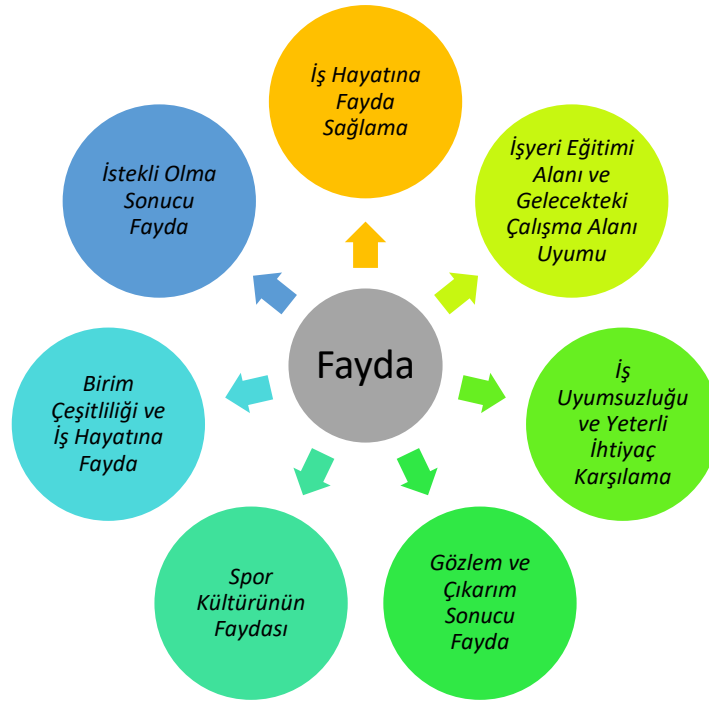 İş Hayatına
Fayda
Sağlama
İşyeri Eğitimi
Alanı ve
Gelecekteki
Çalışma Alanı
Uyumu
İş
Uyumsuzluğu
ve Yeterli
İhtiyaç
Karşılama
Gözlem ve
Çıkarım
Sonucu
Fayda
Spor
Kültürünün
Faydası
Birim
Çeşitliliği ve
İş Hayatına
Fayda
İstekli Olma
Sonucu
Fayda
Fayda